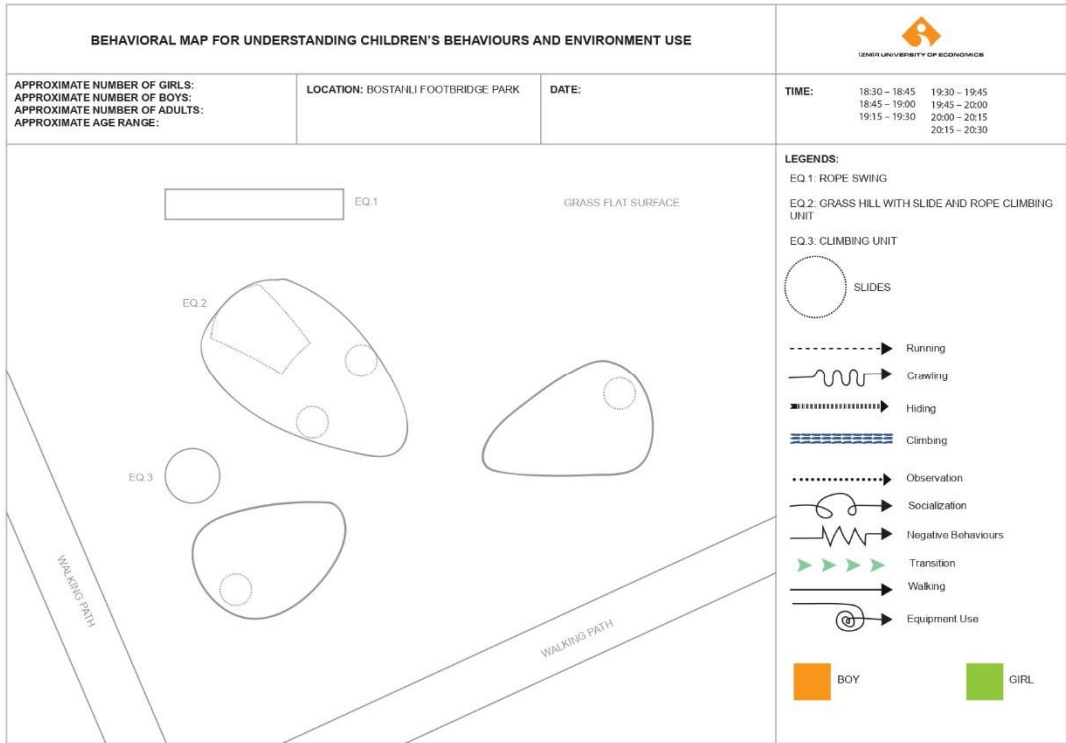 BEHAVIORAL MAP FOR UNDERSTANDING CHILDREN'S BEHAVIOURS AND ENVIRONMENT USE
İZMİR UNIVERSITY OF ECONOMICS
APPROXIMATE NUMBER OF GIRLS:
APPROXIMATE NUMBER OF BOYS:
APPROXIMATE NUMBER OF ADULTS:
APPROXIMATE AGE RANGE:
LOCATION: BOSTANLI FOOTBRIDGE PARK
DATE:
TIME:
18:30 – 18:45 19:30 – 19:45
18:45 – 19:00 19:45 – 20:00
19:15 – 19:30 20:00 – 20:15
20:15 – 20:30
EQ.1
GRASS FLAT SURFACE
EQ.2
EQ.3
WALKING PATH
WALKING PATH
LEGENDS:
EQ.1: ROPE SWING
EQ.2: GRASS HILL WITH SLIDE AND ROPE CLIMBING
UNIT
EQ.3: CLIMBING UNIT
SLIDES
Running
Crawling
Hiding
Climbing
Observation
Socialization
Negative Behaviours
Transition
Walking
Equipment Use
BOY
GIRL